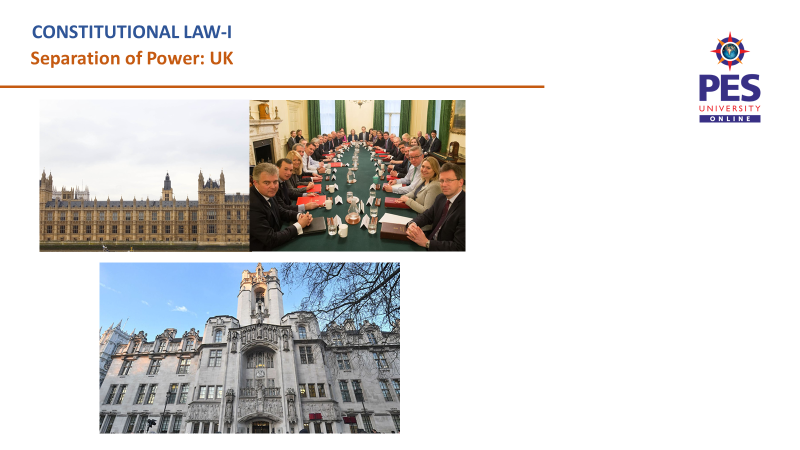 CONSTITUTIONAL LAW-I
Separation of Power: UK
PES
UNIVERSITY
ONLINE